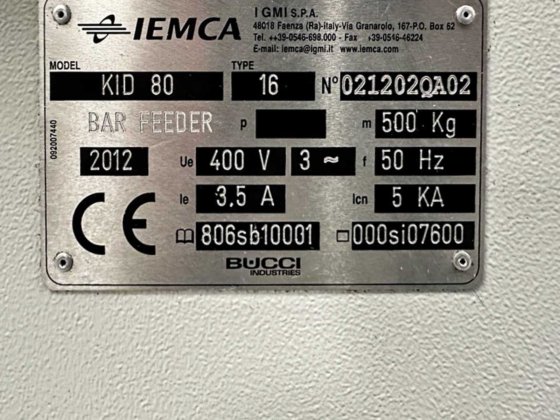 IEMCA
I GMI S.P.A.
48018 Faenza (Ra)-Italy-Via Granarolo, 167-P.O. Box 62
Tel. ++39-0546-698.000 - Fax ++39-0546-46224
E-mail: iemca@igmi.it / www.iemca.com
MODEL TYPE
KID 80 16 N° 021202QA02
BAR FEEDER p m 500 Kg
2012 Ue 400 V 3 ~ f 50 Hz
Ie 3,5 A Icn 5 KA
CE
806sb10001 000si07600
BUCCI
INDUSTRIES
092007440